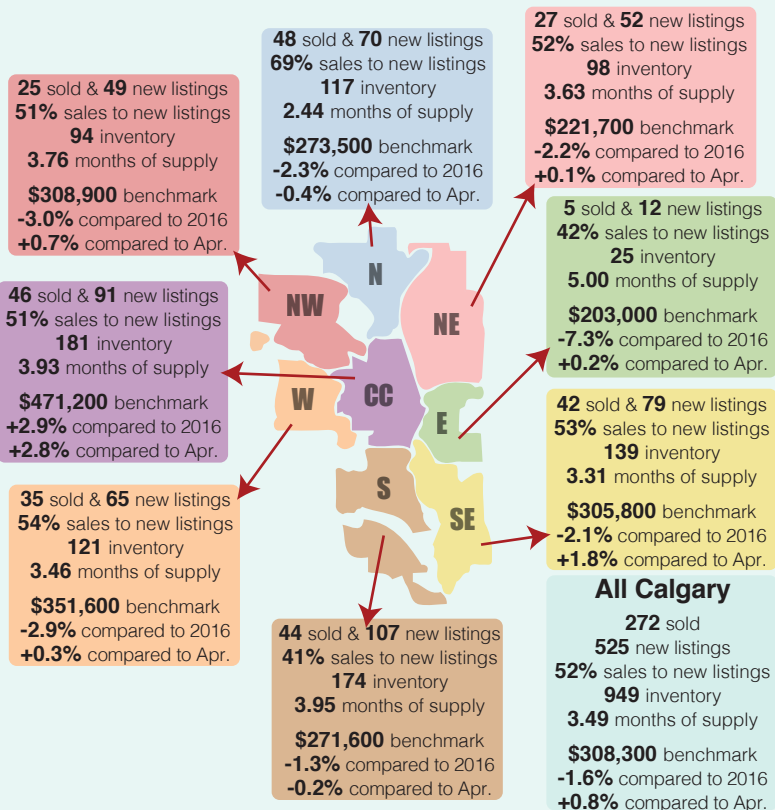 48 sold & 70 new listings
69% sales to new listings
117 inventory
2.44 months of supply
$273,500 benchmark
-2.3% compared to 2016
-0.4% compared to Apr.
27 sold & 52 new listings
52% sales to new listings
98 inventory
3.63 months of supply
$221,700 benchmark
-2.2% compared to 2016
+0.1% compared to Apr.
25 sold & 49 new listings
51% sales to new listings
94 inventory
3.76 months of supply
$308,900 benchmark
-3.0% compared to 2016
+0.7% compared to Apr.
5 sold & 12 new listings
42% sales to new listings
25 inventory
5.00 months of supply
$203,000 benchmark
-7.3% compared to 2016
+0.2% compared to Apr.
N
NW
NE
W
CC
E
S
SE
46 sold & 91 new listings
51% sales to new listings
181 inventory
3.93 months of supply
$471,200 benchmark
+2.9% compared to 2016
+2.8% compared to Apr.
42 sold & 79 new listings
53% sales to new listings
139 inventory
3.31 months of supply
$305,800 benchmark
-2.1% compared to 2016
+1.8% compared to Apr.
35 sold & 65 new listings
54% sales to new listings
121 inventory
3.46 months of supply
$351,600 benchmark
-2.9% compared to 2016
+0.3% compared to Apr.
44 sold & 107 new listings
41% sales to new listings
174 inventory
3.95 months of supply
$271,600 benchmark
-1.3% compared to 2016
-0.2% compared to Apr.
All Calgary
272 sold
525 new listings
52% sales to new listings
949 inventory
3.49 months of supply
$308,300 benchmark
-1.6% compared to 2016
+0.8% compared to Apr.